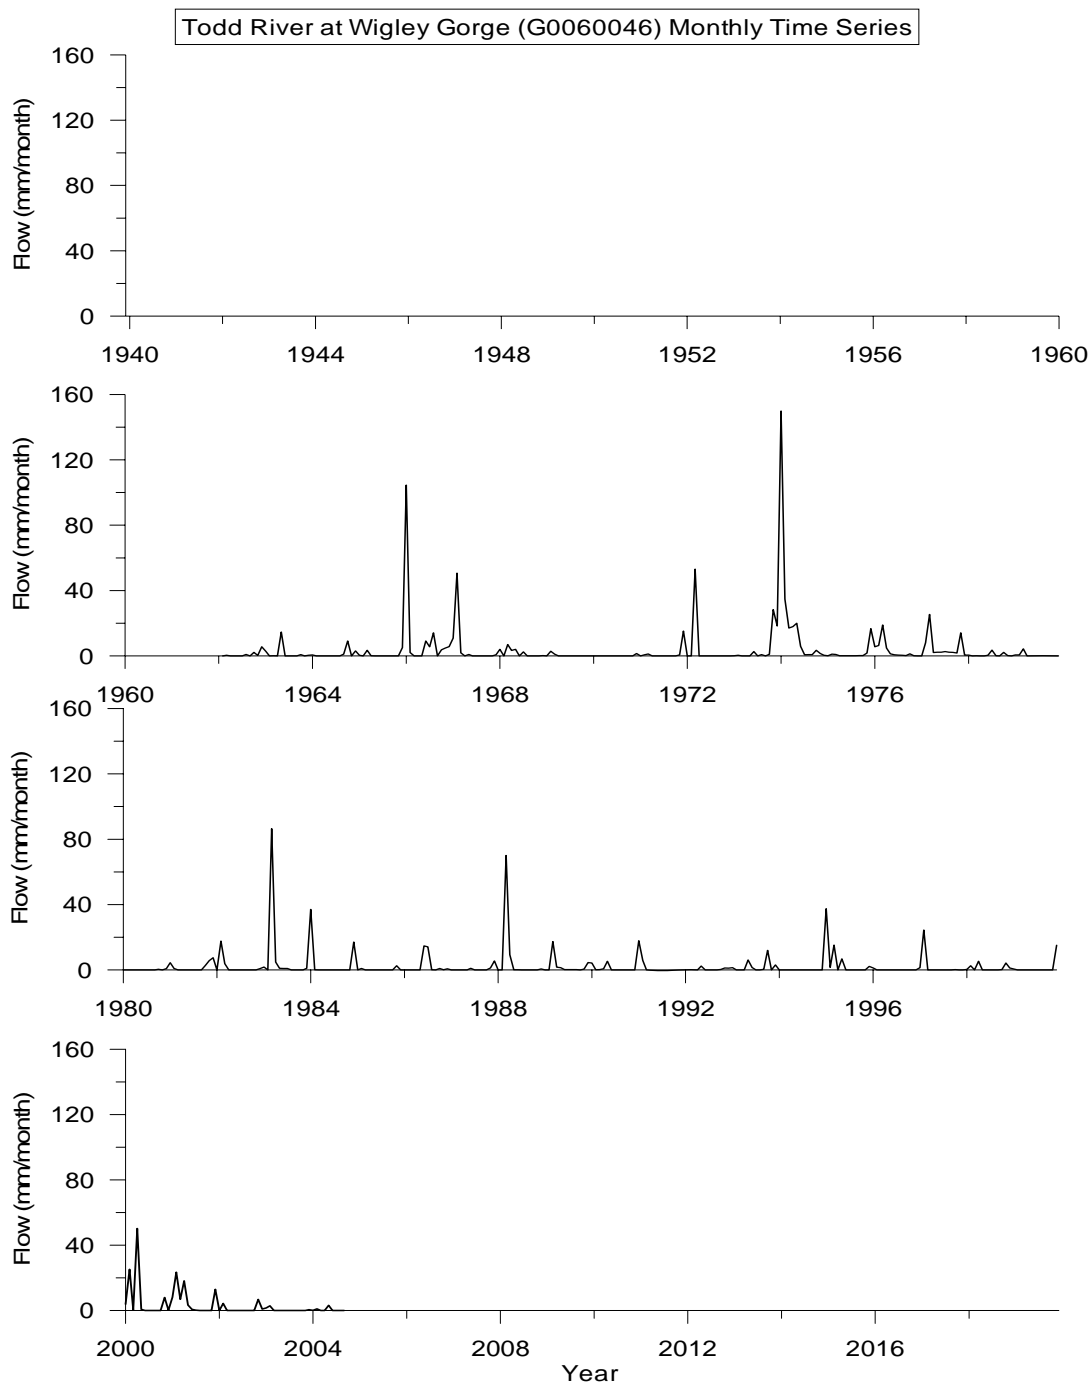 Todd River at Wigley Gorge (G0060046) Monthly Time Series
160
120
80
40
0
Flow (mm/month)
1940 1944 1948 1952 1956 1960
160
120
80
40
0
Flow (mm/month)
1960 1964 1968 1972 1976
160
120
80
40
0
Flow (mm/month)
1980 1984 1988 1992 1996
160
120
80
40
0
Flow (mm/month)
2000 2004 2008 2012 2016
Year